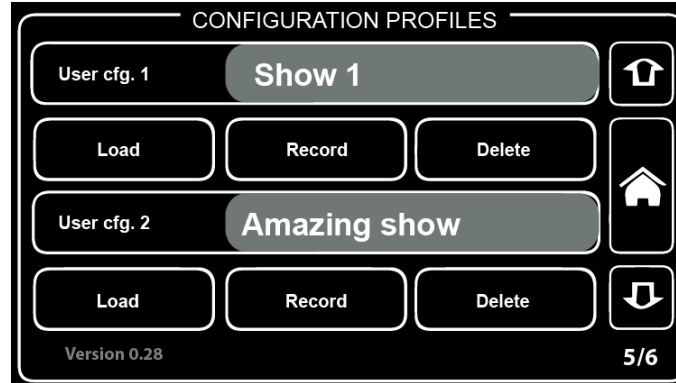 CONFIGURATION PROFILES
User cfg. 1 Show 1
Load Record Delete
User cfg. 2 Amazing show
Load Record Delete
Version 0.28 5/6